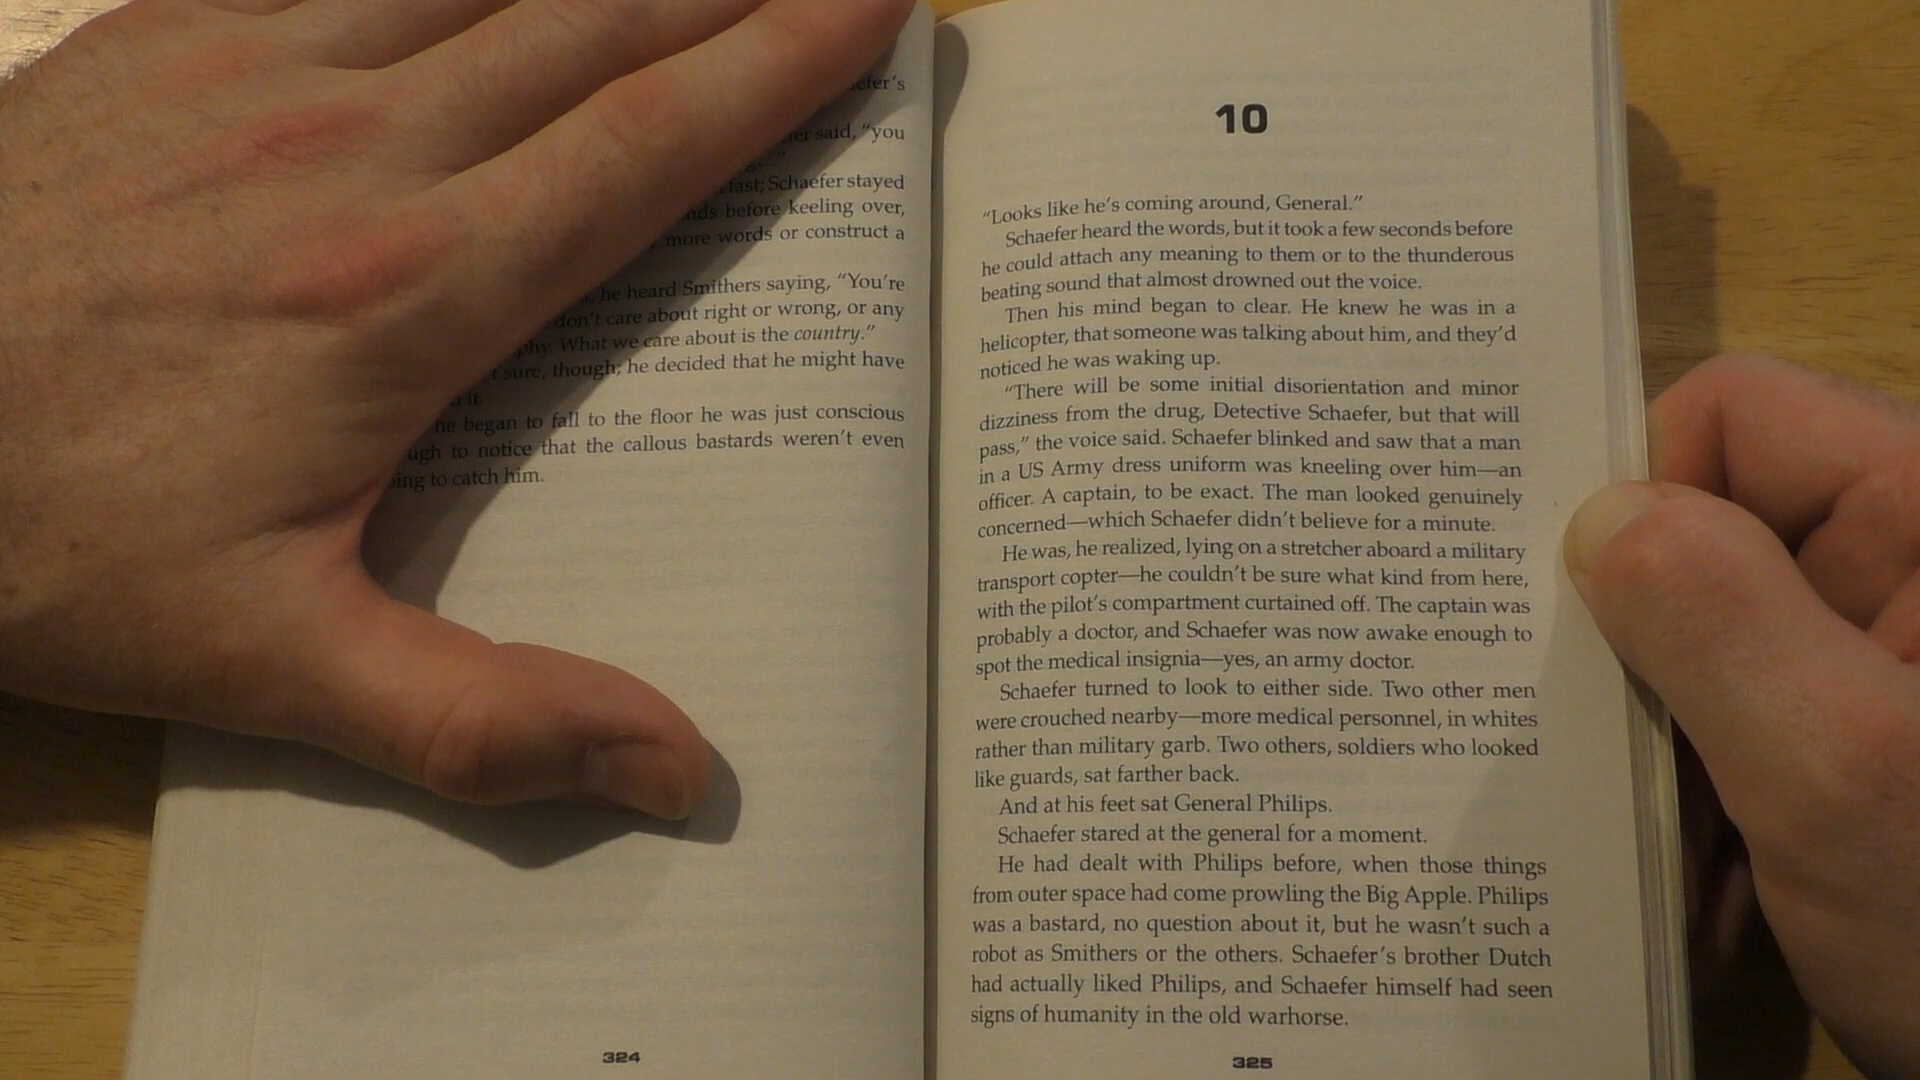 efer's
er said, "you
fast; Schaefer stayed
before keeling over,
more words or construct a
he heard Smithers saying, "You're
don't care about right or wrong, or any
What we care about is the country."
sure, though; he decided that he might have
it.
he began to fall to the floor he was just conscious
to notice that the callous bastards weren't even
to catch him.
324
10
"Looks like he's coming around, General."
Schaefer heard the words, but it took a few seconds before
he could attach any meaning to them or to the thunderous
beating sound that almost drowned out the voice.
Then his mind began to clear. He knew he was in a
helicopter, that someone was talking about him, and they'd
noticed he was waking up.
"There will be some initial disorientation and minor
dizziness from the drug, Detective Schaefer, but that will
pass," the voice said. Schaefer blinked and saw that a man
in a US Army dress uniform was kneeling over him—an
officer. A captain, to be exact. The man looked genuinely
concerned—which Schaefer didn't believe for a minute.
He was, he realized, lying on a stretcher aboard a military
transport copter—he couldn't be sure what kind from here,
with the pilot's compartment curtained off. The captain was
probably a doctor, and Schaefer was now awake enough to
spot the medical insignia—yes, an army doctor.
Schaefer turned to look to either side. Two other men
were crouched nearby—more medical personnel, in whites
rather than military garb. Two others, soldiers who looked
like guards, sat farther back.
And at his feet sat General Philips.
Schaefer stared at the general for a moment.
He had dealt with Philips before, when those things
from outer space had come prowling the Big Apple. Philips
was a bastard, no question about it, but he wasn't such a
robot as Smithers or the others. Schaefer's brother Dutch
had actually liked Philips, and Schaefer himself had seen
signs of humanity in the old warhorse.
325